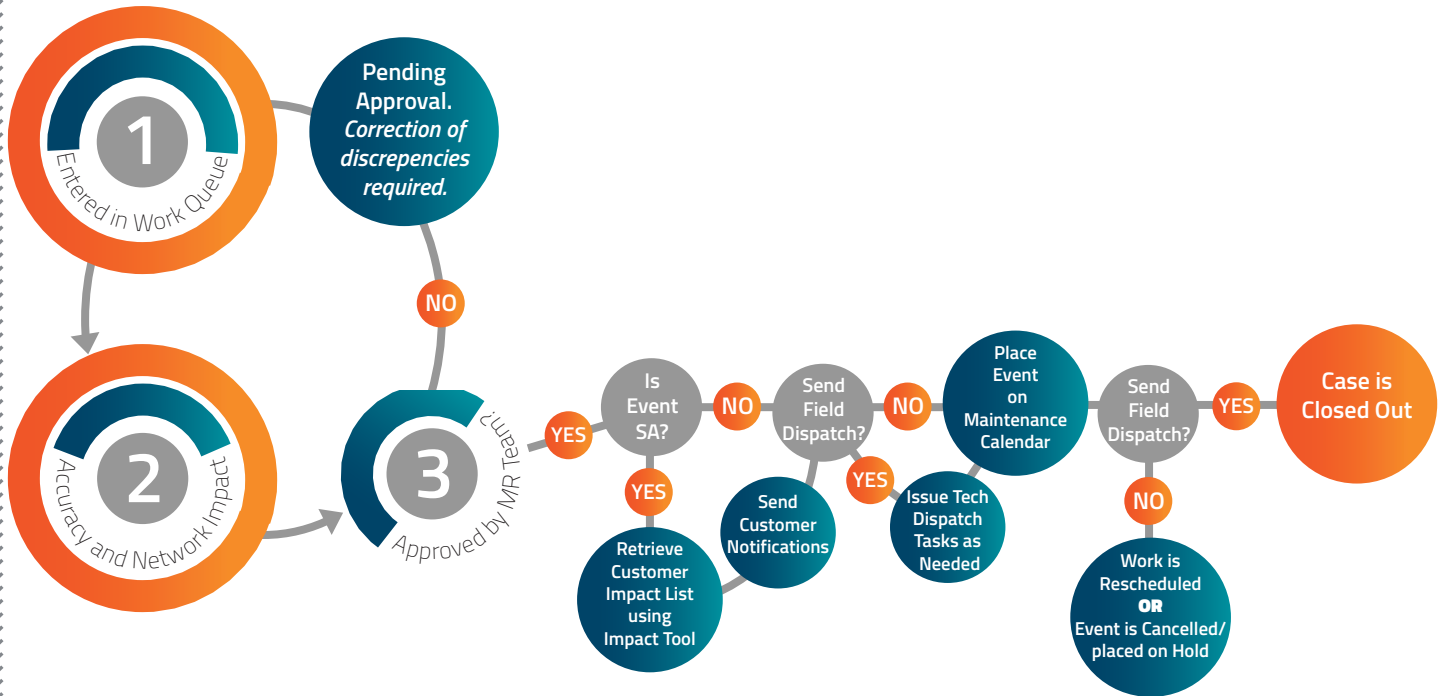 1
Entered in Work Queue
Pending
Approval.
Correction of
discrepencies
required.
NO
2
Accuracy and Network Impact
3
Approved by MR Team?
YES
Is
Event
SA?
YES
Retrieve
Customer
Impact List
using
Impact Tool
Send
Customer
Notifications
NO
Send
Field
Dispatch?
YES
Issue Tech
Dispatch
Tasks as
Needed
NO
Place
Event
on
Maintenance
Calendar
Send
Field
Dispatch?
NO
Work is
Rescheduled
OR
Event is Cancelled/
placed on Hold
YES
Case is
Closed Out